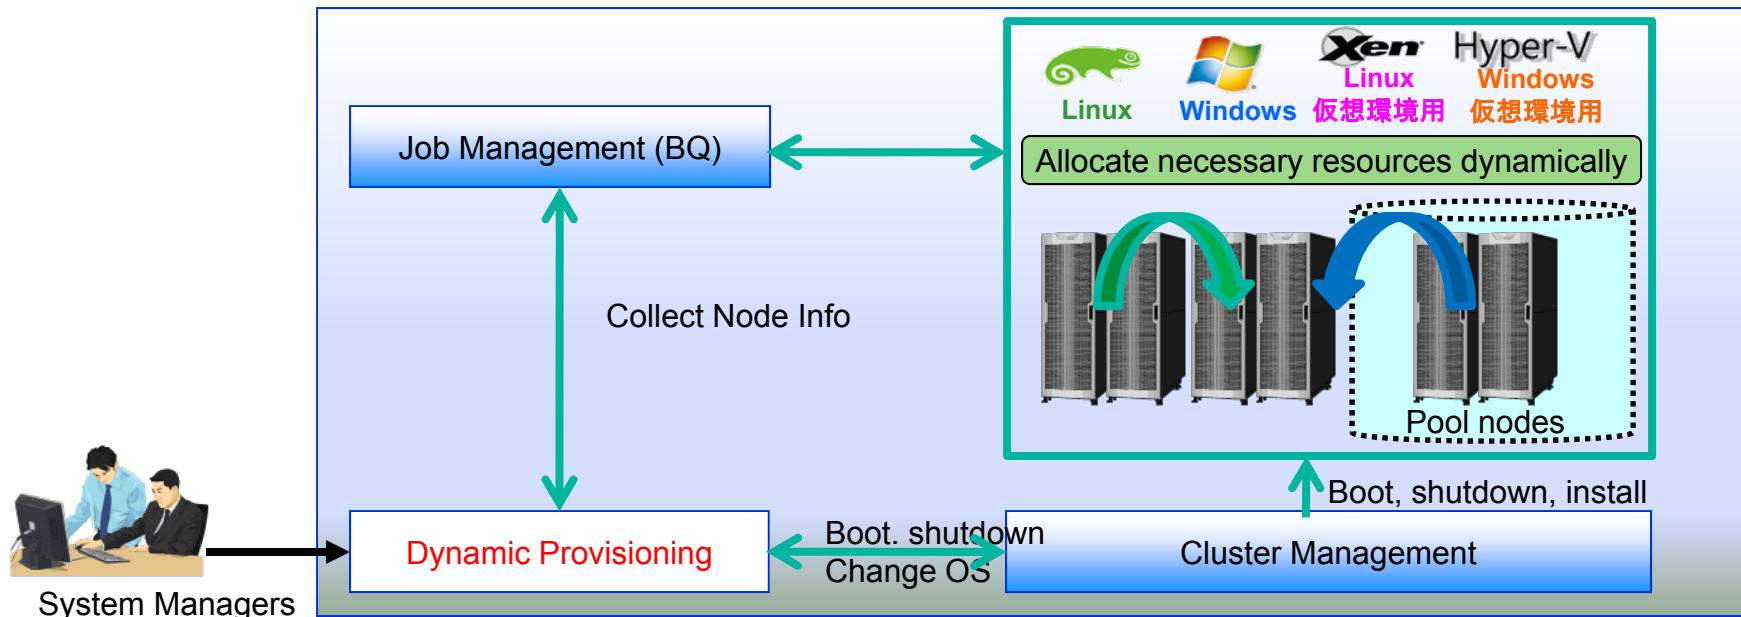 Xen
Hyper-V
Linux
Windows
Linux
仮想環境用
Windows
仮想環境用
Job Management (BQ)
Allocate necessary resources dynamically
Collect Node Info
Pool nodes
Boot, shutdown, install
Dynamic Provisioning
Boot. shutdown
Change OS
Cluster Management
System Managers